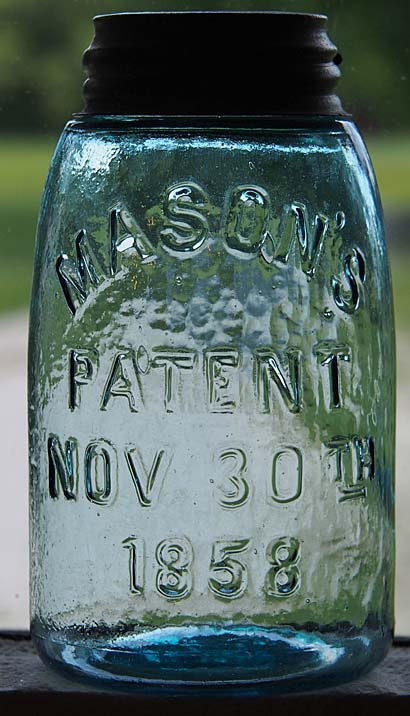 MASON'S
PATENT
NOV 30TH
1858